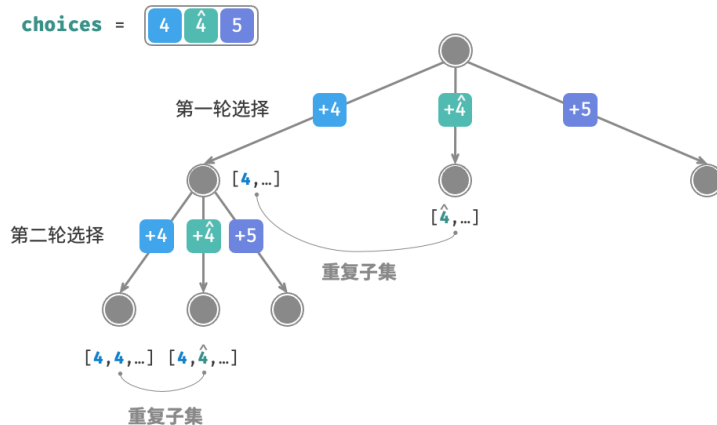 choices = 4 4̂ 5
第一轮选择 +4 +4̂ +5
[4,…]
[4̂,…]
第二轮选择 +4 +4̂ +5
重复子集
[4,4,…] [4,4̂,…]
重复子集